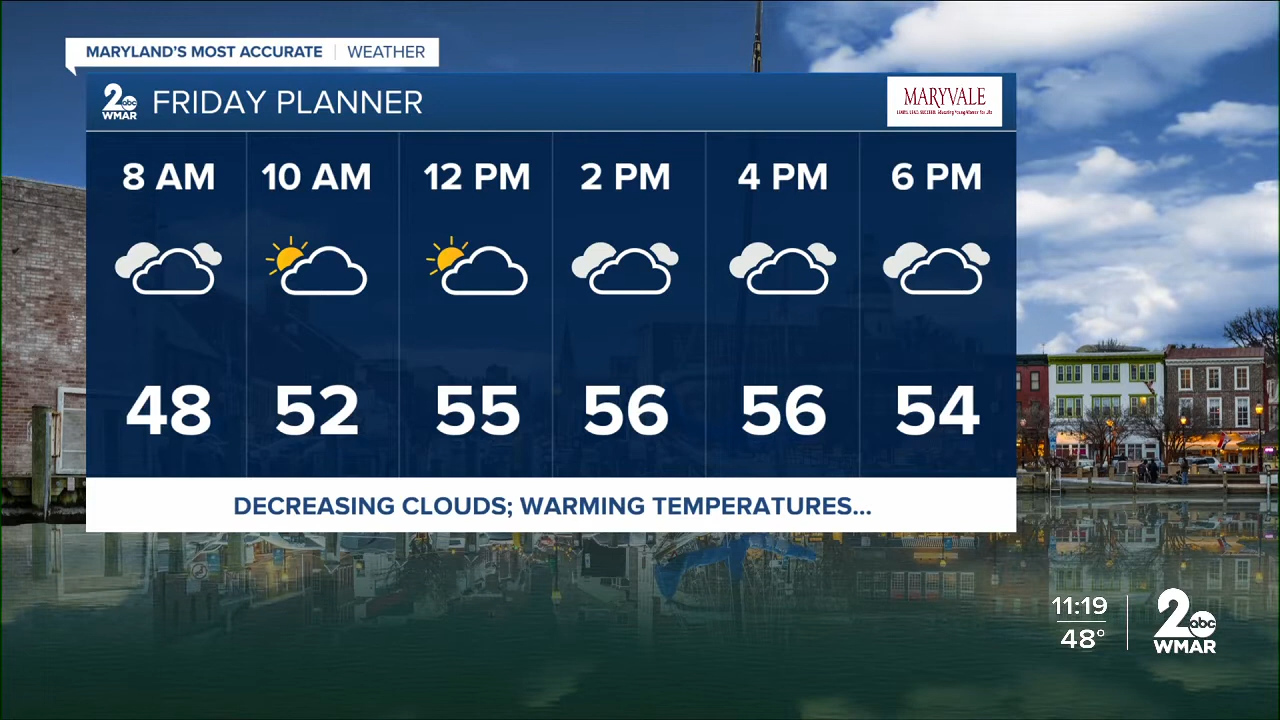 MARYLAND'S MOST ACCURATE | WEATHER
2 abc WMAR
FRIDAY PLANNER
MARYVALE
8 AM 10 AM 12 PM 2 PM 4 PM 6 PM
48 52 55 56 56 54
DECREASING CLOUDS; WARMING TEMPERATURES...
11:19
48°
2 abc
WMAR